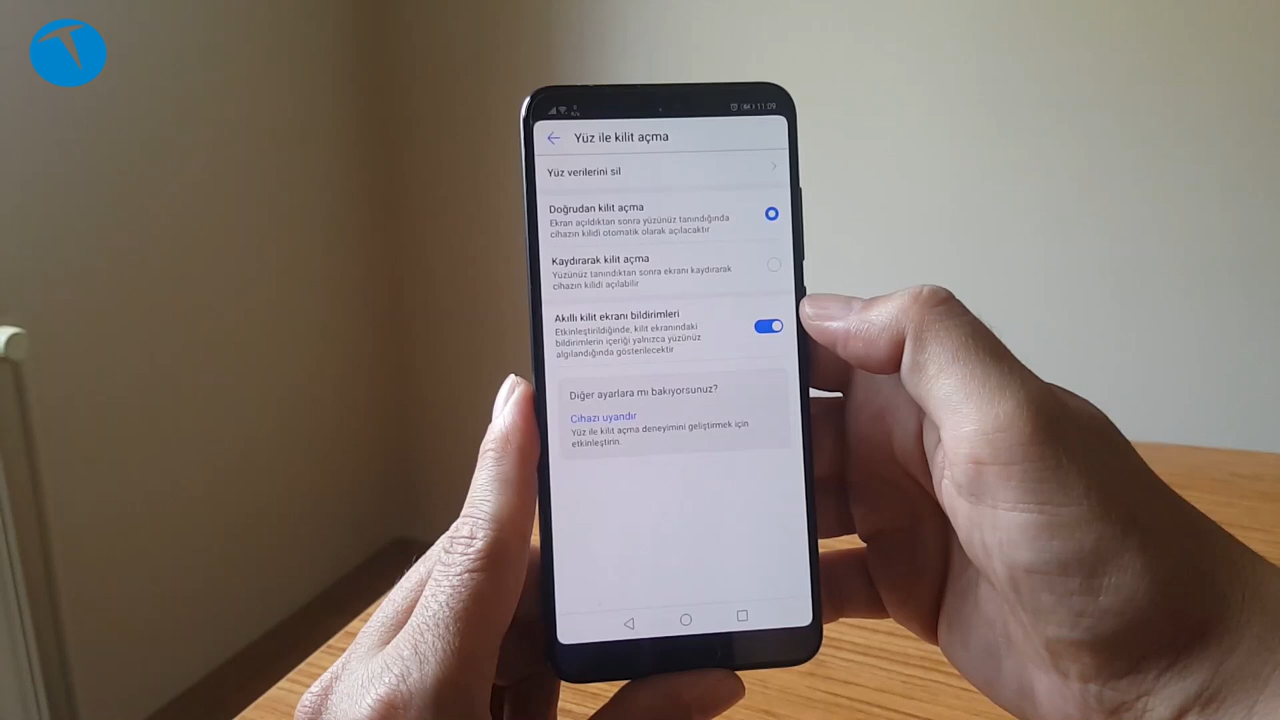 11:09
Yüz ile kilit açma
Yüz verilerini sil
Doğrudan kilit açma
Ekran açıldıktan sonra yüzünüz tanındığında
cihazın kilidi otomatik olarak açılacaktır
Kaydırarak kilit açma
Yüzünüz tanındıktan sonra ekranı kaydırarak
cihazın kilidi açılabilir
Akıllı kilit ekranı bildirimleri
Etkinleştirildiğinde, kilit ekranındaki
bildirimlerin içeriği yalnızca yüzünüz
algılandığında gösterilecektir
Diğer ayarlara mı bakıyorsunuz?
Cihazı uyandır
Yüz ile kilit açma deneyimini geliştirmek için
etkinleştirin.